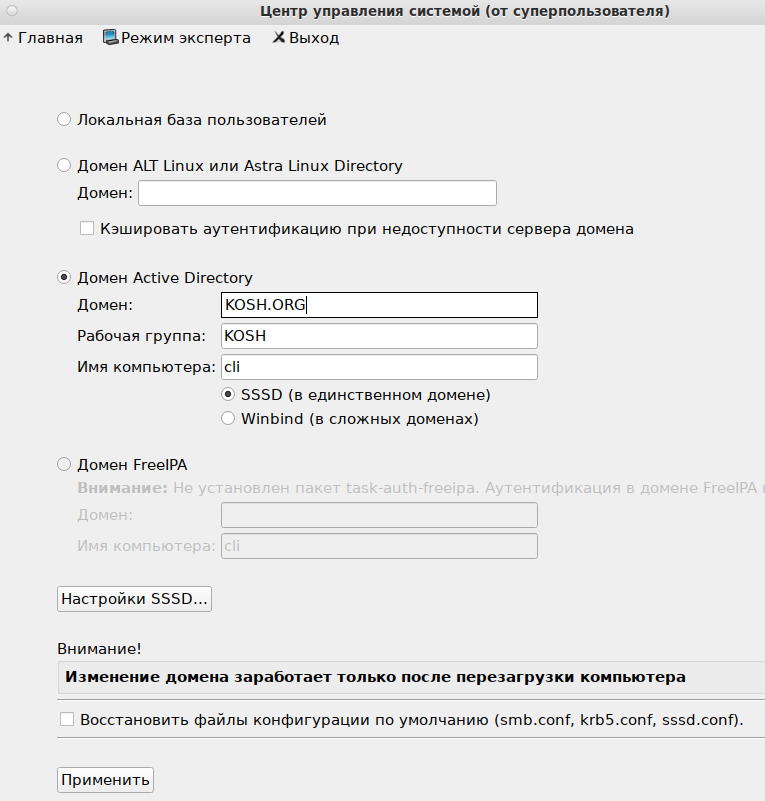 Центр управления системой (от суперпользователя)
Главная Режим эксперта Выход
Локальная база пользователей
Домен ALT Linux или Astra Linux Directory
Домен:
Кэшировать аутентификацию при недоступности сервера домена
Домен Active Directory
Домен: KOSH.ORG
Рабочая группа: KOSH
Имя компьютера: cli
SSSD (в единственном домене)
Winbind (в сложных доменах)
Домен FreeIPA
Внимание: Не установлен пакет task-auth-freeipa. Аутентификация в домене FreeIPA
Домен:
Имя компьютера: cli
Настройки SSSD...
Внимание!
Изменение домена заработает только после перезагрузки компьютера
Восстановить файлы конфигурации по умолчанию (smb.conf, krb5.conf, sssd.conf).
Применить